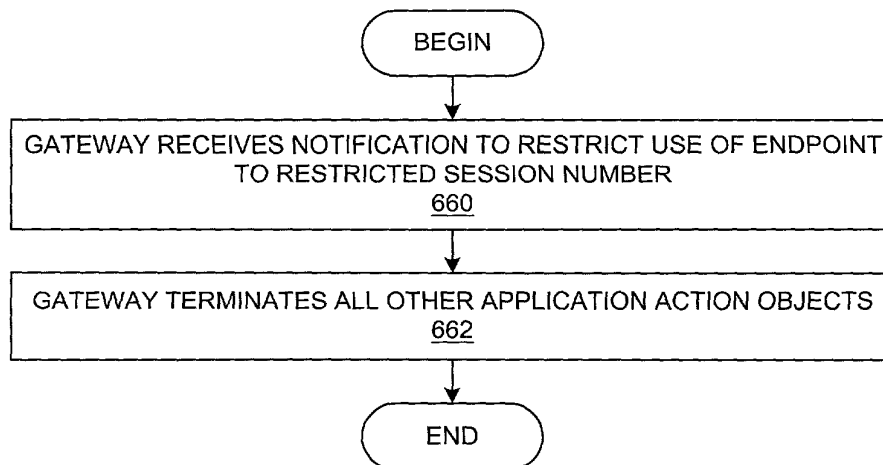 BEGIN
GATEWAY RECEIVES NOTIFICATION TO RESTRICT USE OF ENDPOINT
TO RESTRICTED SESSION NUMBER
660
GATEWAY TERMINATES ALL OTHER APPLICATION ACTION OBJECTS
662
END